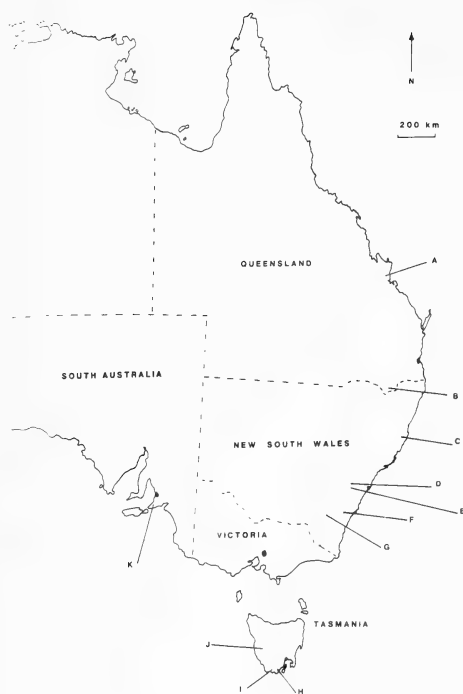 N
200 km
A
QUEENSLAND
SOUTH AUSTRALIA
B
C
NEW SOUTH WALES
D
E
F
G
VICTORIA
K
TASMANIA
J
I
H